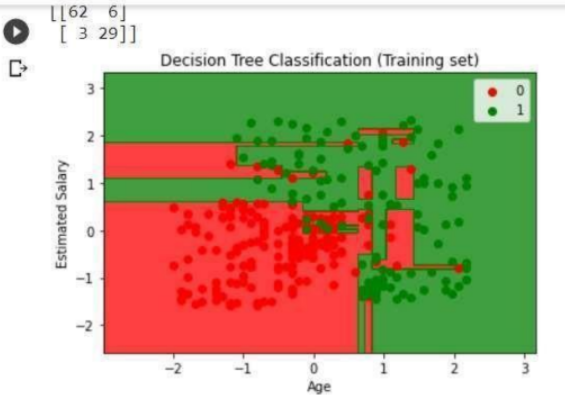 [[62 6]
[ 3 29]]
Decision Tree Classification (Training set)
0
1
3
2
1
0
−1
−2
Estimated Salary
−2 −1 0 1 2 3
Age